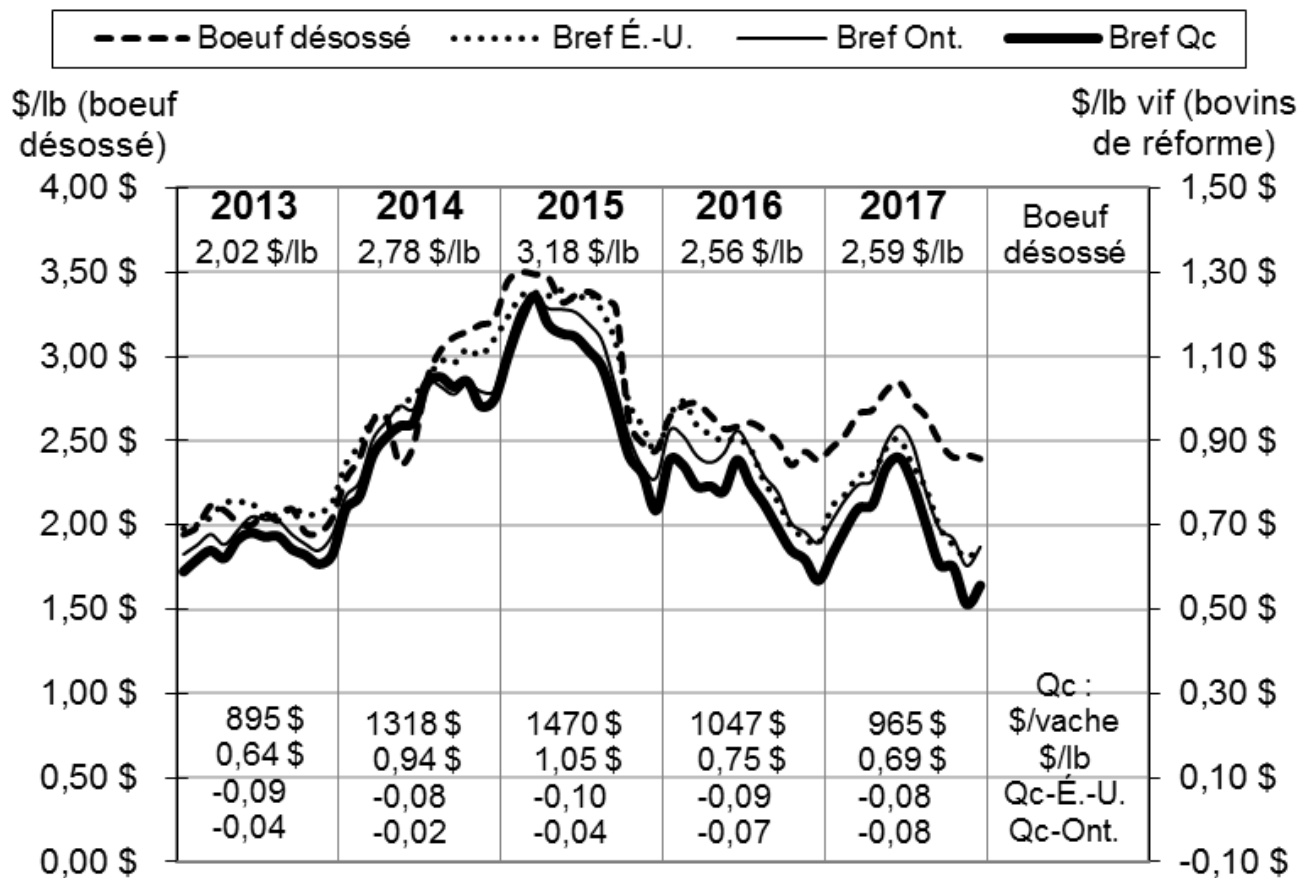 Boeuf désossé Bref É.-U. Bref Ont. Bref Qc
$/lb (boeuf
désossé)
$/lb vif (bovins
de réforme)
4,00 $
3,50 $
3,00 $
2,50 $
2,00 $
1,50 $
1,00 $
0,50 $
0,00 $
2013 2014 2015 2016 2017
2,02 $/lb 2,78 $/lb 3,18 $/lb 2,56 $/lb 2,59 $/lb
Boeuf
désossé
895 $ 1318 $ 1470 $ 1047 $ 965 $
0,64 $ 0,94 $ 1,05 $ 0,75 $ 0,69 $
-0,09 -0,08 -0,10 -0,09 -0,08
-0,04 -0,02 -0,04 -0,07 -0,08
Qc :
$/vache
$/lb
Qc-É.-U.
Qc-Ont.
1,50 $
1,30 $
1,10 $
0,90 $
0,70 $
0,50 $
0,30 $
0,10 $
-0,10 $